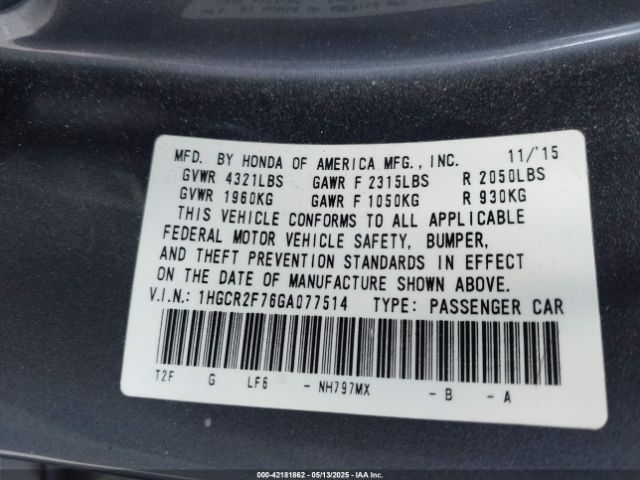 MFD. BY HONDA OF AMERICA MFG., INC. 11/'15
GVWR 4321LBS GAWR F 2315LBS R 2050LBS
GVWR 1960KG GAWR F 1050KG R 930KG
THIS VEHICLE CONFORMS TO ALL APPLICABLE
FEDERAL MOTOR VEHICLE SAFETY, BUMPER,
AND THEFT PREVENTION STANDARDS IN EFFECT
ON THE DATE OF MANUFACTURE SHOWN ABOVE.
V.I.N.: 1HGCR2F76GA077514 TYPE: PASSENGER CAR
T2F G LF6 - NH797MX - B - A
000-42181862 - 05/13/2025 - IAA Inc.